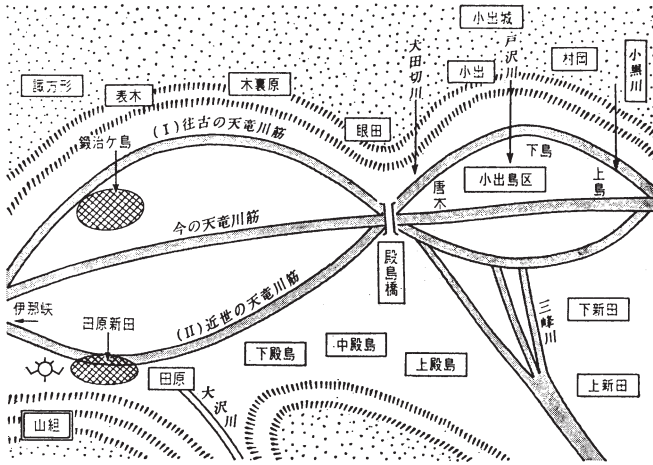 小出城
犬田切川
戸沢川
村岡
小黒川
小出
諏方形
表木
木裏原
眼田
(I)往古の天竜川筋
鍛治ケ島
下島
小出島区
上島
唐木
今の天竜川筋
殿島橋
伊那峡
(II)近世の天竜川筋
田原新田
三峰川
下新田
下殿島
中殿島
上殿島
田原
大沢川
上新田
山組